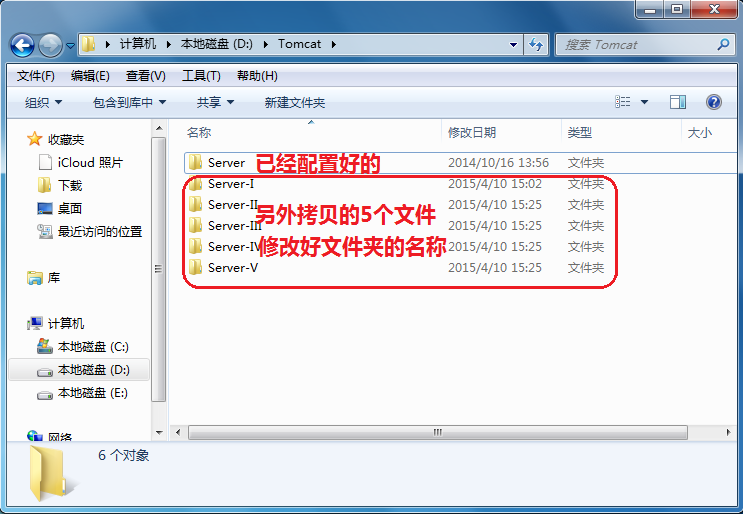 计算机 本地磁盘 (D:) Tomcat
搜索 Tomcat
文件(F) 编辑(E) 查看(V) 工具(T) 帮助(H)
组织 包含到库中 共享 新建文件夹
收藏夹
iCloud 照片
下载
桌面
最近访问的位置
库
计算机
本地磁盘 (C:)
本地磁盘 (D:)
本地磁盘 (E:)
网络
名称 修改日期 类型 大小
Server 已经配置好的 2014/10/16 13:56 文件夹
Server-I 2015/4/10 15:02 文件夹
Server-II 2015/4/10 15:25 文件夹
另外拷贝的5个文件
Server-III 2015/4/10 15:25 文件夹
修改好文件夹的名称
Server-IV 2015/4/10 15:25 文件夹
Server-V 2015/4/10 15:25 文件夹
6 个对象